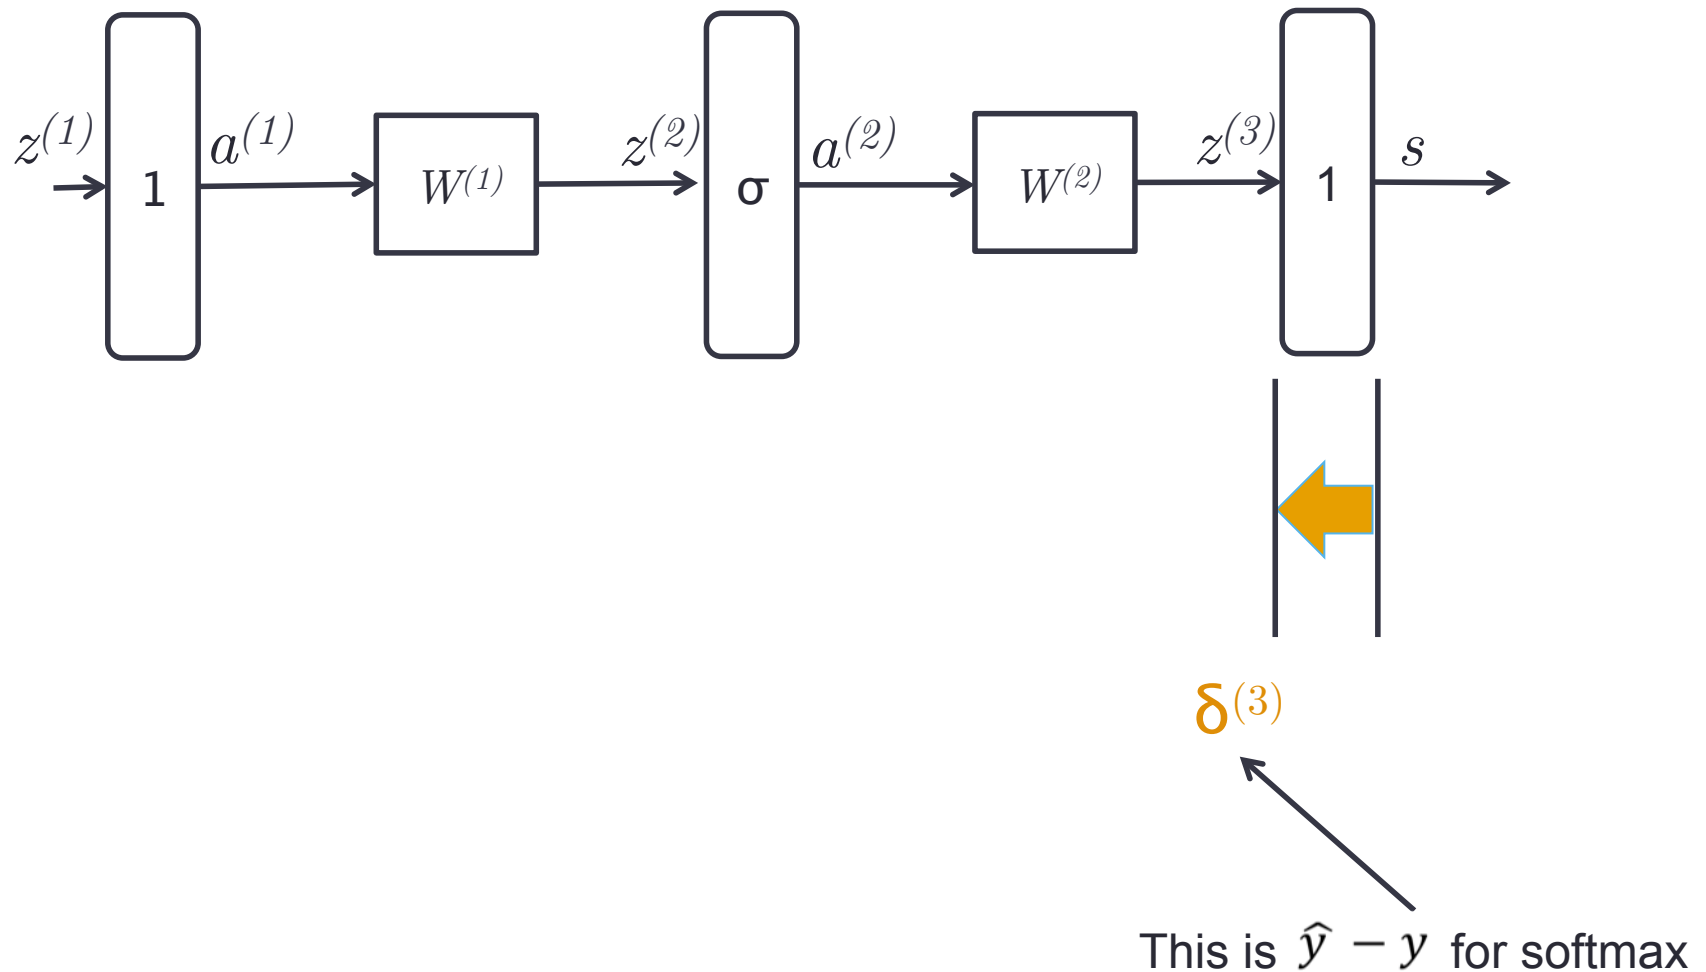 z^(1)
1
a^(1)
W^(1)
z^(2)
σ
a^(2)
W^(2)
z^(3)
1
s
δ^(3)
This is ŷ − y for softmax